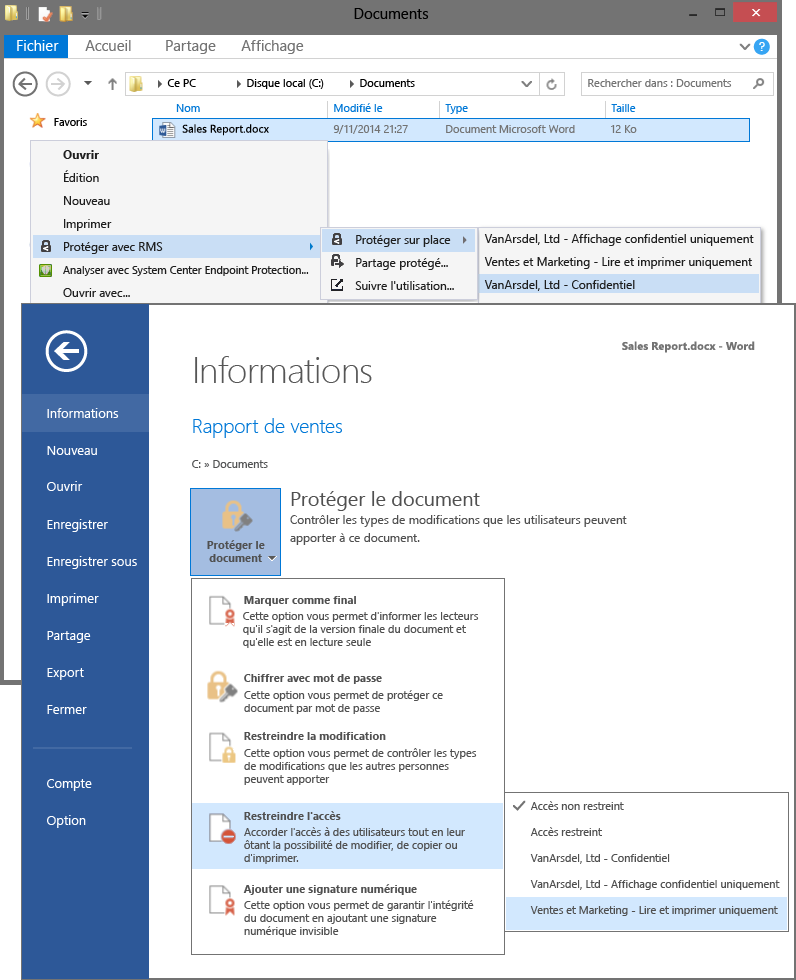 Documents
Fichier Accueil Partage Affichage
Ce PC Disque local (C:) Documents
Rechercher dans : Documents
Nom Modifié le Type Taille
Favoris
Sales Report.docx 9/11/2014 21:27 Document Microsoft Word 12 Ko
Ouvrir
Édition
Nouveau
Imprimer
Protéger avec RMS
Analyser avec System Center Endpoint Protection...
Ouvrir avec...
Protéger sur place
Partage protégé...
Suivre l'utilisation...
VanArsdel, Ltd - Affichage confidentiel uniquement
Ventes et Marketing - Lire et imprimer uniquement
VanArsdel, Ltd - Confidentiel
Sales Report.docx - Word
Informations
Nouveau
Ouvrir
Enregistrer
Enregistrer sous
Imprimer
Partage
Export
Fermer
Compte
Option
Informations
Rapport de ventes
C: » Documents
Protéger le
document
Protéger le document
Contrôler les types de modifications que les utilisateurs peuvent
apporter à ce document.
Marquer comme final
Cette option vous permet d'informer les lecteurs
qu'il s'agit de la version finale du document et
qu'elle est en lecture seule
Chiffrer avec mot de passe
Cette option vous permet de protéger ce
document par mot de passe
Restreindre la modification
Cette option vous permet de contrôler les types
de modifications que les autres personnes
peuvent apporter
Restreindre l'accès
Accorder l'accès à des utilisateurs tout en leur
ôtant la possibilité de modifier, de copier ou
d'imprimer.
Ajouter une signature numérique
Cette option vous permet de garantir l'intégrité
du document en ajoutant une signature
numérique invisible
Accès non restreint
Accès restreint
VanArsdel, Ltd - Confidentiel
VanArsdel, Ltd - Affichage confidentiel uniquement
Ventes et Marketing - Lire et imprimer uniquement